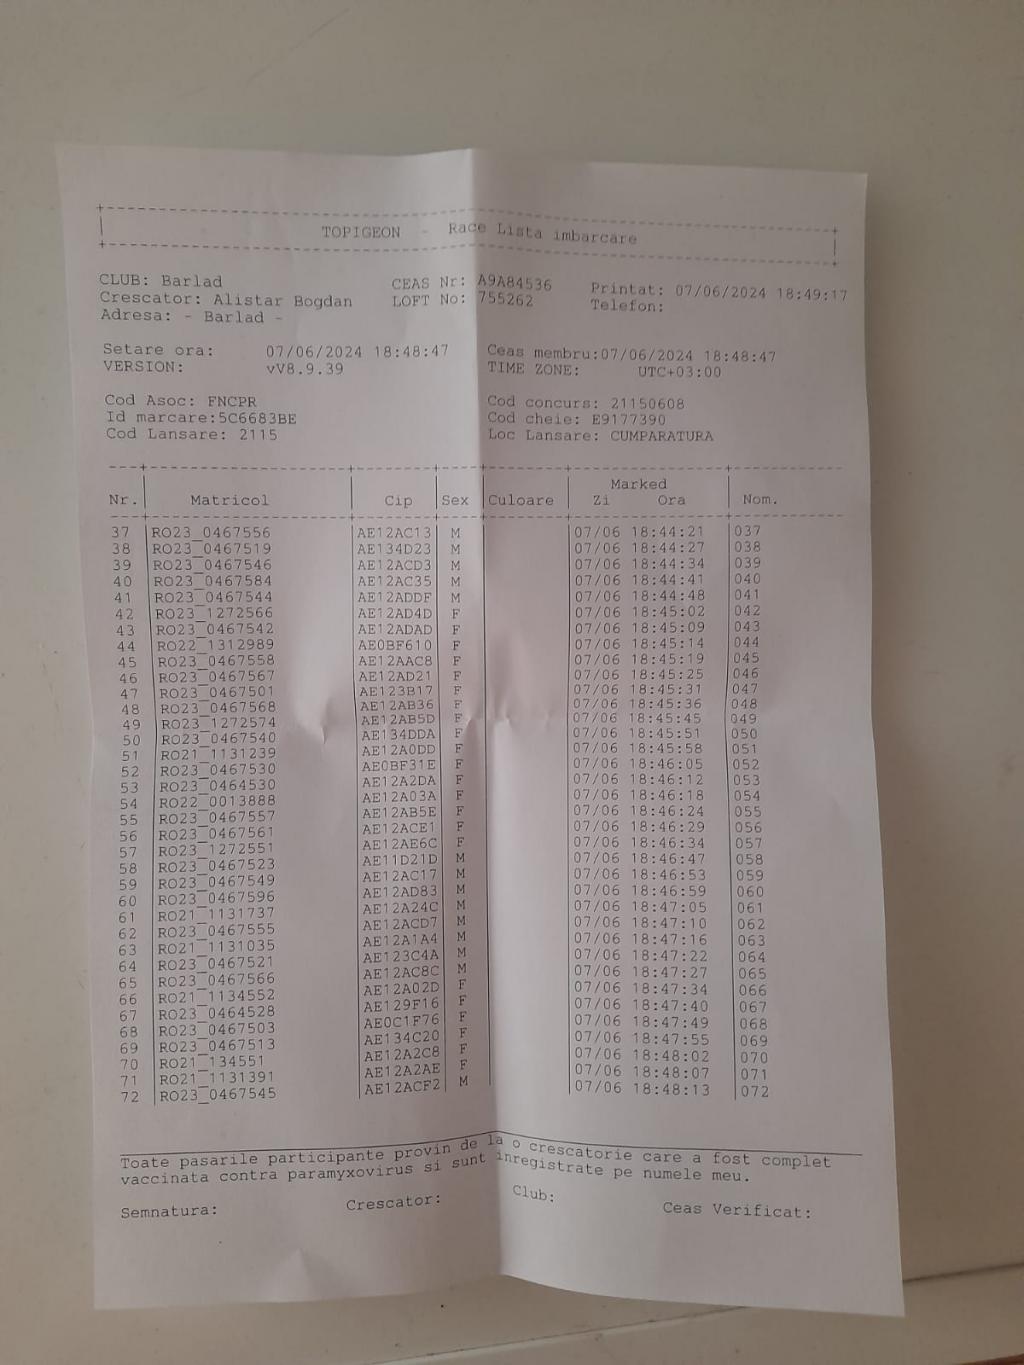 TOPIGEON - Race Lista imbarcare
CLUB: Barlad CEAS Nr: A9A84536 Printat: 07/06/2024 18:49:17
Crescator: Alistar Bogdan LOFT No: 755262 Telefon:
Adresa: - Barlad -
Setare ora: 07/06/2024 18:48:47 Ceas membru:07/06/2024 18:48:47
VERSION: vV8.9.39 TIME ZONE: UTC+03:00
Cod Asoc: FNCPR Cod concurs: 21150608
Id marcare:5C6683BE Cod cheie: E9177390
Cod Lansare: 2115 Loc Lansare: CUMPARATURA
Marked
Nr. Matricol Cip Sex Culoare Zi Ora Nom.
37 RO23_0467556 AE12AC13 M 07/06 18:44:21 037
38 RO23_0467519 AE134D23 M 07/06 18:44:27 038
39 RO23_0467546 AE12ACD3 M 07/06 18:44:34 039
40 RO23_0467584 AE12AC35 M 07/06 18:44:41 040
41 RO23_0467544 AE12ADDF M 07/06 18:44:48 041
42 RO23_1272566 AE12AD4D F 07/06 18:45:02 042
43 RO23_0467542 AE12ADAD F 07/06 18:45:09 043
44 RO22_1312989 AE0BF610 F 07/06 18:45:14 044
45 RO23_0467558 AE12AAC8 F 07/06 18:45:19 045
46 RO23_0467567 AE12AD21 F 07/06 18:45:25 046
47 RO23_0467501 AE123B17 F 07/06 18:45:31 047
48 RO23_0467568 AE12AB36 F 07/06 18:45:36 048
49 RO23_1272574 AE12AB5D F 07/06 18:45:45 049
50 RO23_0467540 AE134DDA F 07/06 18:45:51 050
51 RO21_1131239 AE12A0DD F 07/06 18:45:58 051
52 RO23_0467530 AE0BF31E F 07/06 18:46:05 052
53 RO23_0464530 AE12A2DA F 07/06 18:46:12 053
54 RO22_0013888 AE12A03A F 07/06 18:46:18 054
55 RO23_0467557 AE12AB5E F 07/06 18:46:24 055
56 RO23_0467561 AE12ACE1 F 07/06 18:46:29 056
57 RO23_1272551 AE12AE6C F 07/06 18:46:34 057
58 RO23_0467523 AE11D21D M 07/06 18:46:47 058
59 RO23_0467549 AE12AC17 M 07/06 18:46:53 059
60 RO23_0467596 AE12AD83 M 07/06 18:46:59 060
61 RO21_1131737 AE12A24C M 07/06 18:47:05 061
62 RO23_0467555 AE12ACD7 M 07/06 18:47:10 062
63 RO21_1131035 AE12A1A4 M 07/06 18:47:16 063
64 RO23_0467521 AE123C4A M 07/06 18:47:22 064
65 RO23_0467566 AE12AC8C M 07/06 18:47:27 065
66 RO21_1134552 AE12A02D F 07/06 18:47:34 066
67 RO23_0464528 AE129F16 F 07/06 18:47:40 067
68 RO23_0467503 AE0C1F76 F 07/06 18:47:49 068
69 RO23_0467513 AE134C20 F 07/06 18:47:55 069
70 RO21_134551 AE12A2C8 F 07/06 18:48:02 070
71 RO21_1131391 AE12A2AE F 07/06 18:48:07 071
72 RO23_0467545 AE12ACF2 M 07/06 18:48:13 072
Toate pasarile participante provin de la o crescatorie care a fost complet
vaccinata contra paramyxovirus si sunt inregistrate pe numele meu.
Semnatura: Crescator: Club: Ceas Verificat: